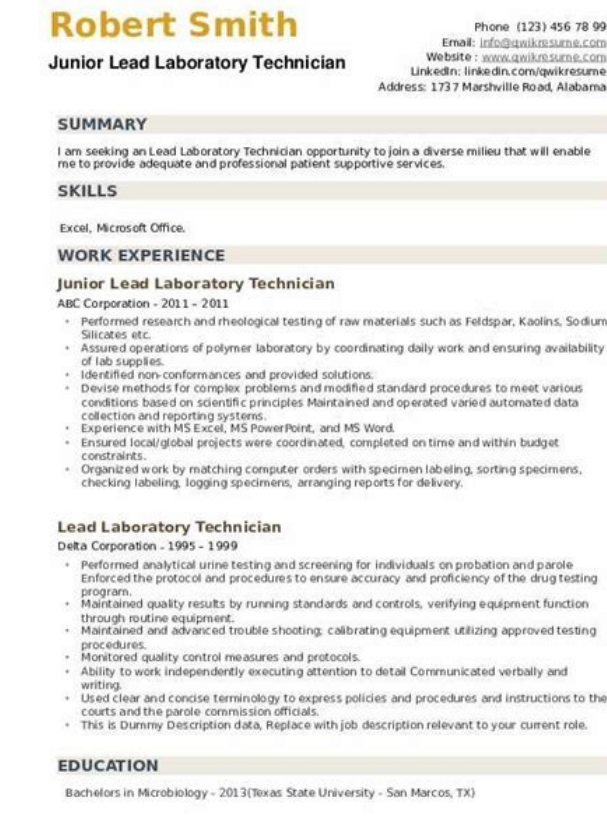 Robert Smith
Junior Lead Laboratory Technician
Phone (123) 456 78 99
Email: info@qwikresume.com
Website : www.qwikresume.com
LinkedIn: linkedin.com/qwikresume
Address: 1737 Marshville Road, Alabama
SUMMARY
I am seeking an Lead Laboratory Technician opportunity to join a diverse milieu that will enable
me to provide adequate and professional patient supportive services.
SKILLS
Excel, Microsoft Office.
WORK EXPERIENCE
Junior Lead Laboratory Technician
ABC Corporation - 2011 - 2011
• Performed research and rheological testing of raw materials such as Feldspar, Kaolins, Sodium
Silicates etc.
• Assured operations of polymer laboratory by coordinating daily work and ensuring availability
of lab supplies.
• Identified non-conformances and provided solutions.
• Devise methods for complex problems and modified standard procedures to meet various
conditions based on scientific principles Maintained and operated varied automated data
collection and reporting systems.
• Experience with MS Excel, MS PowerPoint, and MS Word.
• Ensured local/global projects were coordinated, completed on time and within budget
constraints.
• Organized work by matching computer orders with specimen labeling, sorting specimens,
checking labeling, logging specimens, arranging reports for delivery.
Lead Laboratory Technician
Delta Corporation - 1995 - 1999
• Performed analytical urine testing and screening for individuals on probation and parole
Enforced the protocol and procedures to ensure accuracy and proficiency of the drug testing
program.
• Maintained quality results by running standards and controls, verifying equipment function
through routine equipment.
• Maintained and advanced trouble shooting; calibrating equipment utilizing approved testing
procedures.
• Monitored quality control measures and protocols.
• Ability to work independently executing attention to detail Communicated verbally and
writing.
• Used clear and concise terminology to express policies and procedures and instructions to the
courts and the parole commission officials.
• This is Dummy Description data, Replace with job description relevant to your current role.
EDUCATION
Bachelors in Microbiology - 2013(Texas State University - San Marcos, TX)